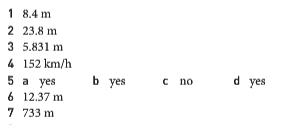 1 8.4 m
2 23.8 m
3 5.831 m
4 152 km/h
5 a yes b yes c no d yes
6 12.37 m
7 733 m